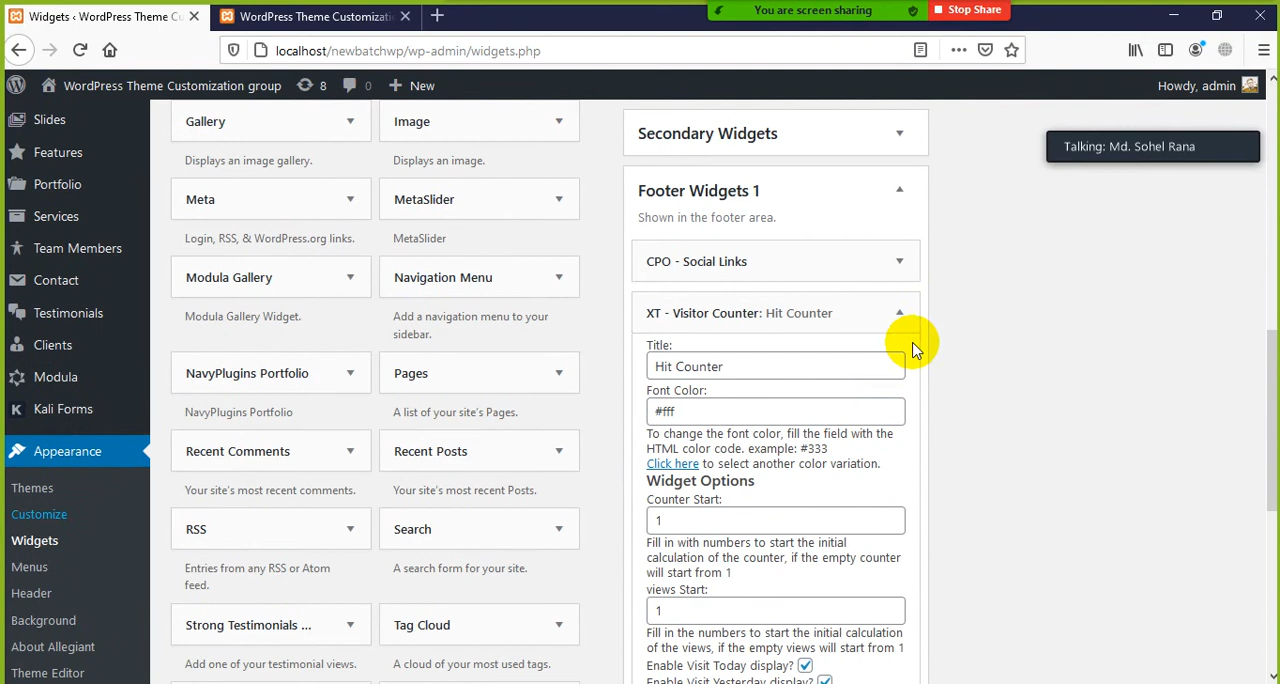 Widgets ‹ WordPress Theme Cu
WordPress Theme Customizati
You are screen sharing
Stop Share
localhost/newbatchwp/wp-admin/widgets.php
WordPress Theme Customization group
8
0
New
Howdy, admin
Talking: Md. Sohel Rana
Slides
Features
Portfolio
Services
Team Members
Contact
Testimonials
Clients
Modula
Kali Forms
Appearance
Themes
Customize
Widgets
Menus
Header
Background
About Allegiant
Theme Editor
Gallery
Displays an image gallery.
Meta
Login, RSS, & WordPress.org links.
Modula Gallery
Modula Gallery Widget.
NavyPlugins Portfolio
NavyPlugins Portfolio
Recent Comments
Your site's most recent comments.
RSS
Entries from any RSS or Atom
feed.
Strong Testimonials ...
Add one of your testimonial views.
Image
Displays an image.
MetaSlider
MetaSlider
Navigation Menu
Add a navigation menu to your
sidebar.
Pages
A list of your site's Pages.
Recent Posts
Your site's most recent Posts.
Search
A search form for your site.
Tag Cloud
A cloud of your most used tags.
Secondary Widgets
Footer Widgets 1
Shown in the footer area.
CPO - Social Links
XT - Visitor Counter: Hit Counter
Title:
Hit Counter
Font Color:
#fff
To change the font color, fill the field with the
HTML color code. example: #333
Click here to select another color variation.
Widget Options
Counter Start:
1
Fill in with numbers to start the initial
calculation of the counter, if the empty counter
will start from 1
views Start:
1
Fill in the numbers to start the initial calculation
of the views, if the empty views will start from 1
Enable Visit Today display?
Enable Visit Yesterday display?